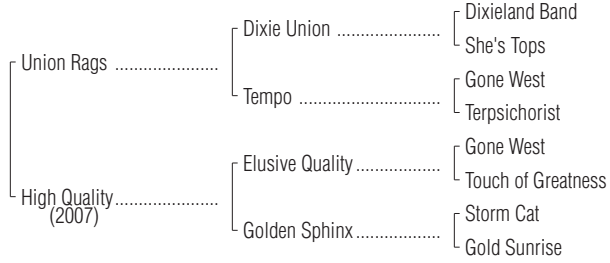 Dixieland Band
Dixie Union ....................
She's Tops
Union Rags ....................
Gone West
Tempo ...........................
Terpsichorist
Gone West
Elusive Quality ................
Touch of Greatness
High Quality....................
(2007)
Storm Cat
Golden Sphinx.................
Gold Sunrise